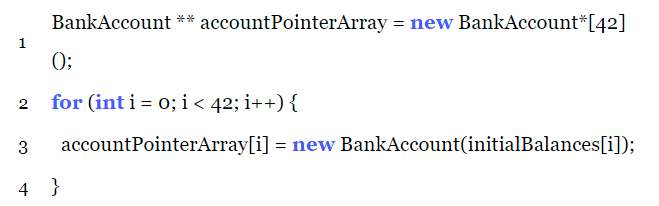 1 BankAccount ** accountPointerArray = new BankAccount*[42]
();
2 for (int i = 0; i < 42; i++) {
3 accountPointerArray[i] = new BankAccount(initialBalances[i]);
4 }